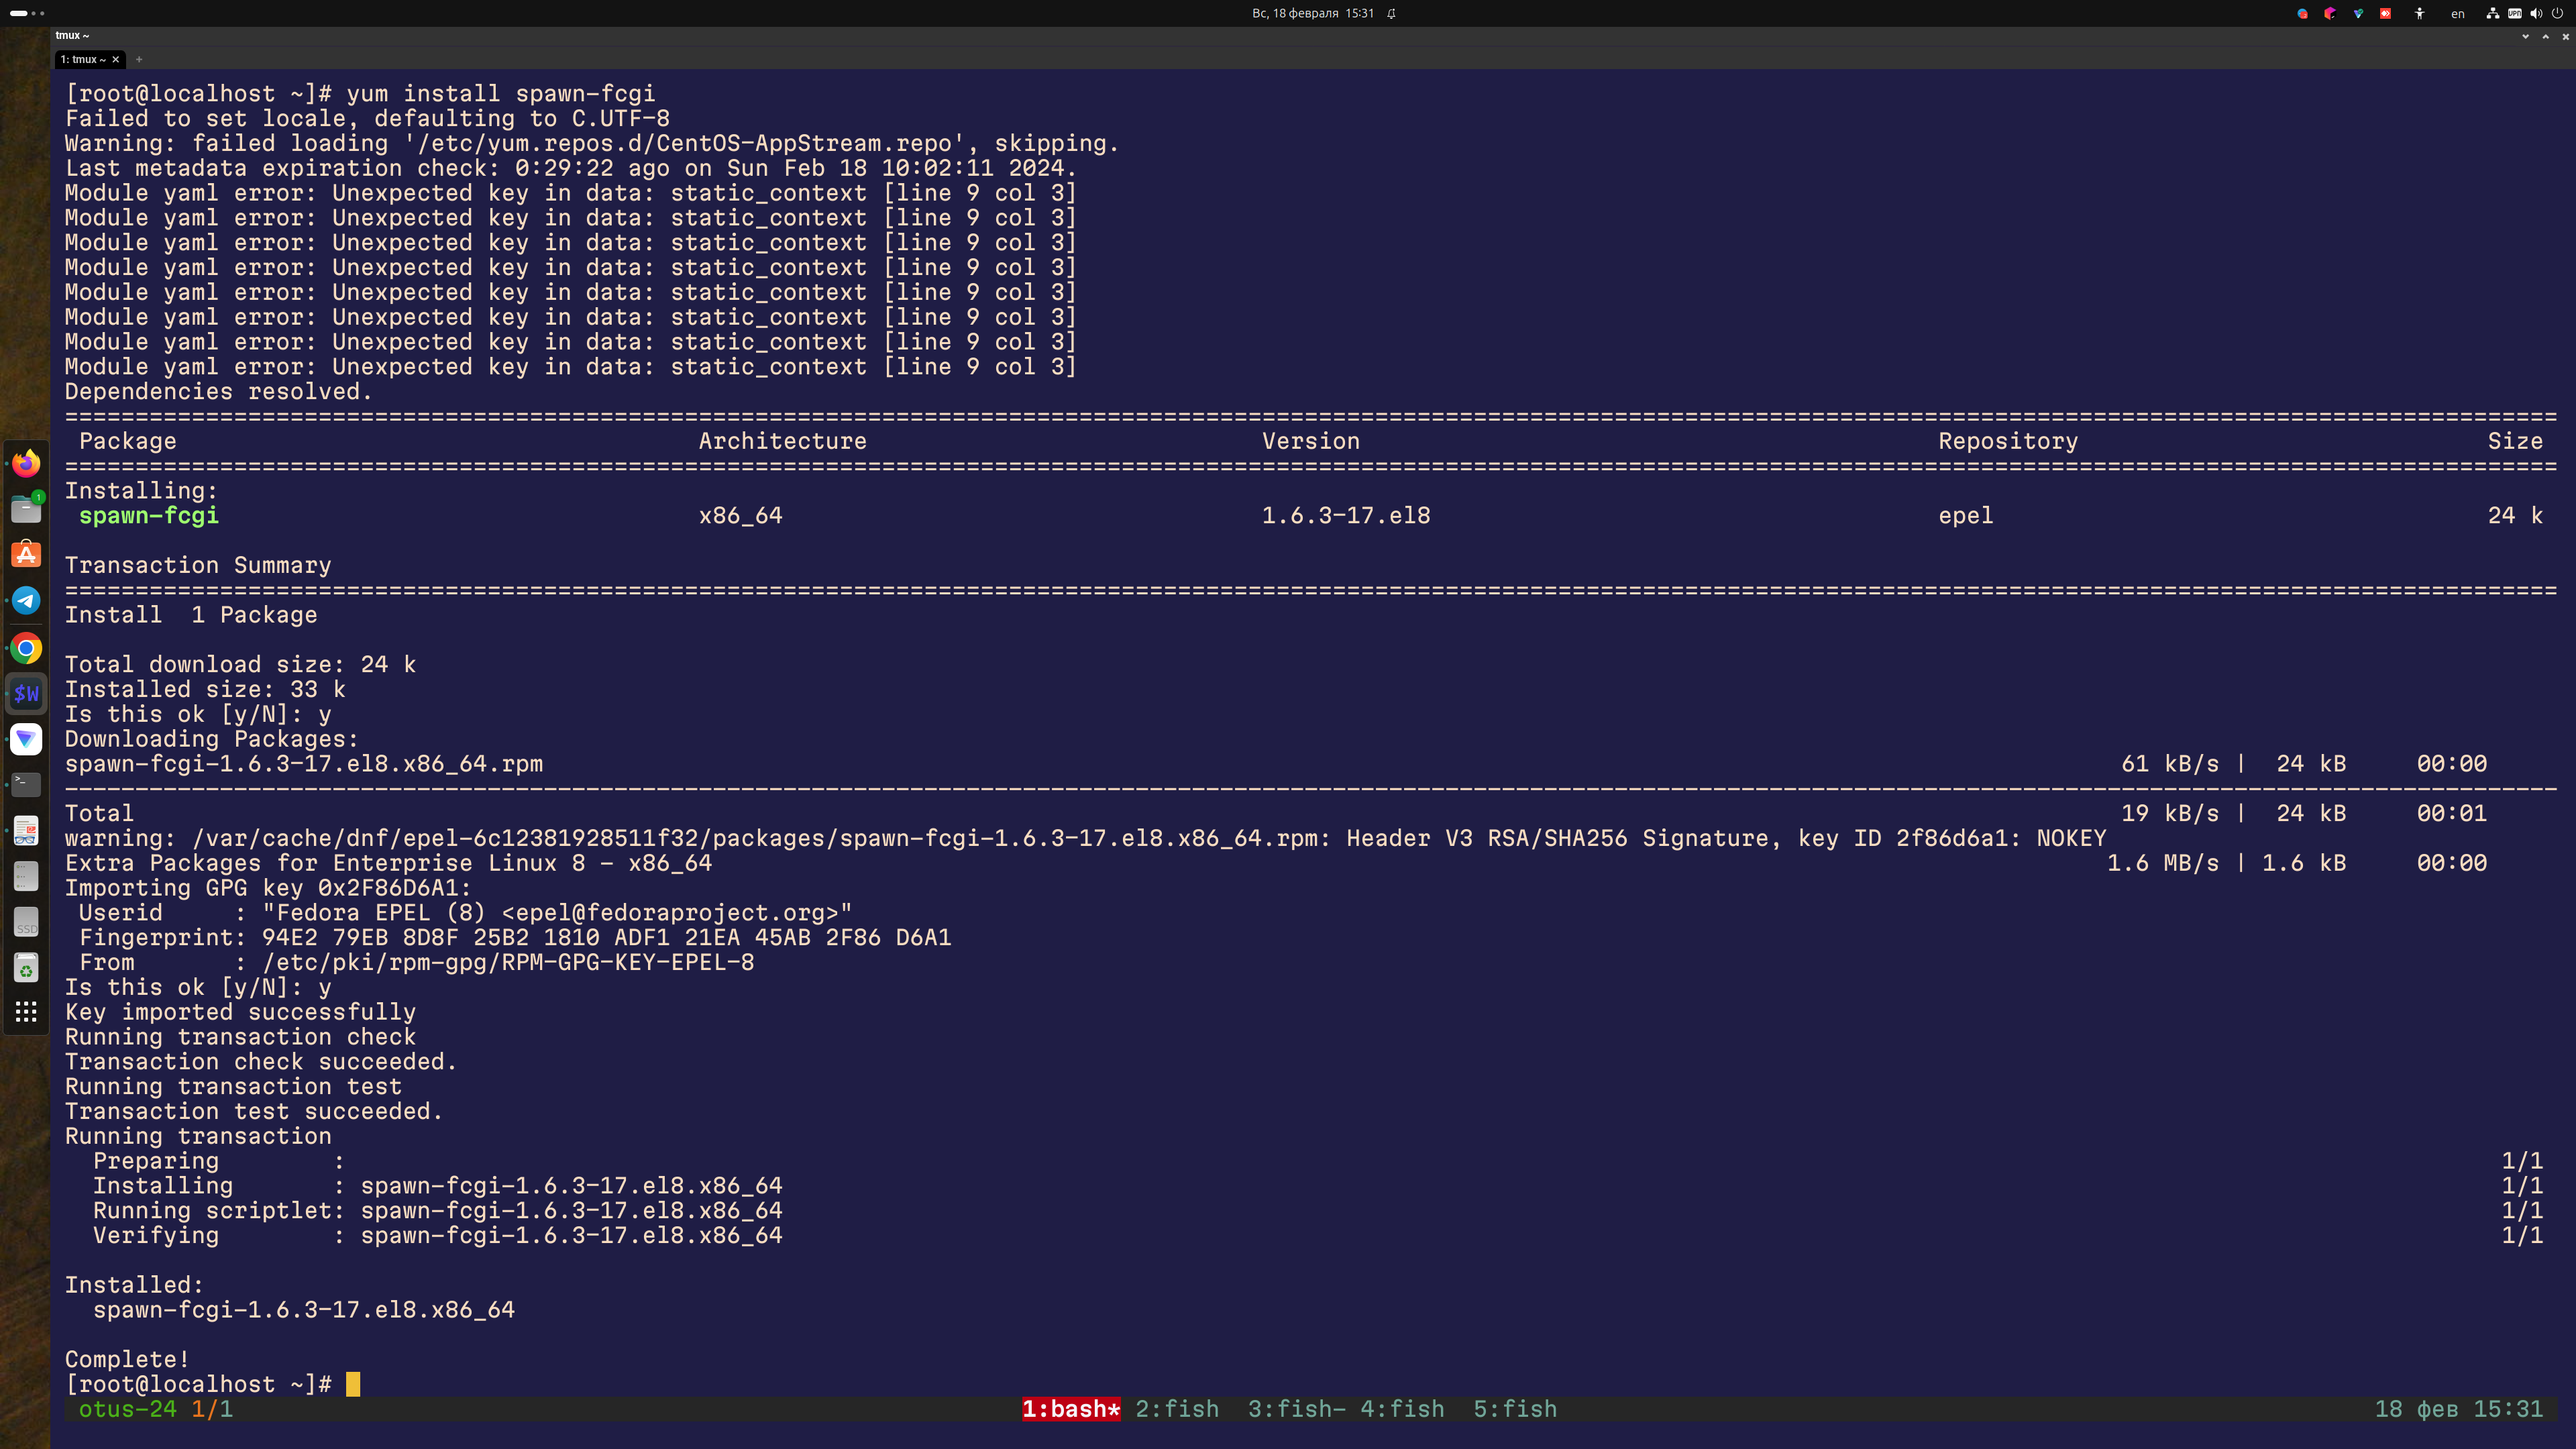 Вс, 18 февраля 15:31
en
VPN
tmux ~
1: tmux ~ × +
[root@localhost ~]# yum install spawn-fcgi
Failed to set locale, defaulting to C.UTF-8
Warning: failed loading '/etc/yum.repos.d/CentOS-AppStream.repo', skipping.
Last metadata expiration check: 0:29:22 ago on Sun Feb 18 10:02:11 2024.
Module yaml error: Unexpected key in data: static_context [line 9 col 3]
Module yaml error: Unexpected key in data: static_context [line 9 col 3]
Module yaml error: Unexpected key in data: static_context [line 9 col 3]
Module yaml error: Unexpected key in data: static_context [line 9 col 3]
Module yaml error: Unexpected key in data: static_context [line 9 col 3]
Module yaml error: Unexpected key in data: static_context [line 9 col 3]
Module yaml error: Unexpected key in data: static_context [line 9 col 3]
Module yaml error: Unexpected key in data: static_context [line 9 col 3]
Dependencies resolved.
Package Architecture Version Repository Size
Installing:
spawn-fcgi x86_64 1.6.3-17.el8 epel 24 k
Transaction Summary
Install 1 Package
Total download size: 24 k
Installed size: 33 k
Is this ok [y/N]: y
Downloading Packages:
spawn-fcgi-1.6.3-17.el8.x86_64.rpm 61 kB/s | 24 kB 00:00
Total 19 kB/s | 24 kB 00:01
warning: /var/cache/dnf/epel-6c12381928511f32/packages/spawn-fcgi-1.6.3-17.el8.x86_64.rpm: Header V3 RSA/SHA256 Signature, key ID 2f86d6a1: NOKEY
Extra Packages for Enterprise Linux 8 - x86_64 1.6 MB/s | 1.6 kB 00:00
Importing GPG key 0x2F86D6A1:
Userid : "Fedora EPEL (8) <epel@fedoraproject.org>"
Fingerprint: 94E2 79EB 8D8F 25B2 1810 ADF1 21EA 45AB 2F86 D6A1
From : /etc/pki/rpm-gpg/RPM-GPG-KEY-EPEL-8
Is this ok [y/N]: y
Key imported successfully
Running transaction check
Transaction check succeeded.
Running transaction test
Transaction test succeeded.
Running transaction
Preparing : 1/1
Installing : spawn-fcgi-1.6.3-17.el8.x86_64 1/1
Running scriptlet: spawn-fcgi-1.6.3-17.el8.x86_64 1/1
Verifying : spawn-fcgi-1.6.3-17.el8.x86_64 1/1
Installed:
spawn-fcgi-1.6.3-17.el8.x86_64
Complete!
[root@localhost ~]#
otus-24 1/1 1:bash* 2:fish 3:fish- 4:fish 5:fish 18 фев 15:31
1
$W
>_
SSD